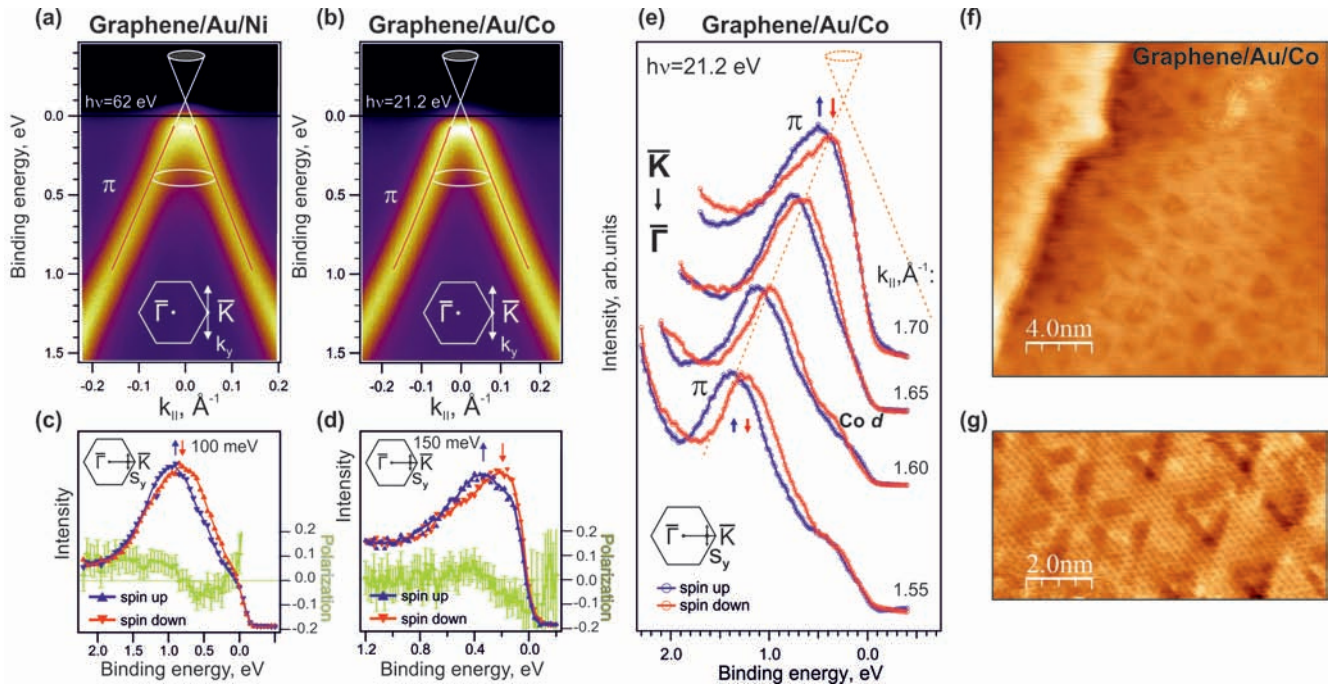 (a) Graphene/Au/Ni
hν=62 eV
Binding energy, eV
0.0
0.5
1.0
1.5
π
Γ̄ K̄
k_y
-0.2 -0.1 0.0 0.1 0.2
k_||, Å⁻¹
(b) Graphene/Au/Co
hν=21.2 eV
Binding energy, eV
0.0
0.5
1.0
1.5
π
Γ̄ K̄
k_y
-0.2 -0.1 0.0 0.1 0.2
k_||, Å⁻¹
(c)
100 meV
Γ̄ K̄
S_y
Intensity
0.2
0.1
0.0
-0.1
-0.2
Polarization
spin up
spin down
2.0 1.5 1.0 0.5 0.0
Binding energy, eV
(d)
150 meV
Γ̄ K̄
S_y
Intensity
0.2
0.1
0.0
-0.1
-0.2
Polarization
spin up
spin down
1.2 0.8 0.4 0.0
Binding energy, eV
(e) Graphene/Au/Co
hν=21.2 eV
π
K̄
Γ̄
Intensity, arb.units
k_||, Å⁻¹:
1.70
1.65
Co d
1.60
π
1.55
Γ̄ K̄
S_y
spin up
spin down
2.0 1.0 0.0
Binding energy, eV
(f)
Graphene/Au/Co
4.0nm
(g)
2.0nm